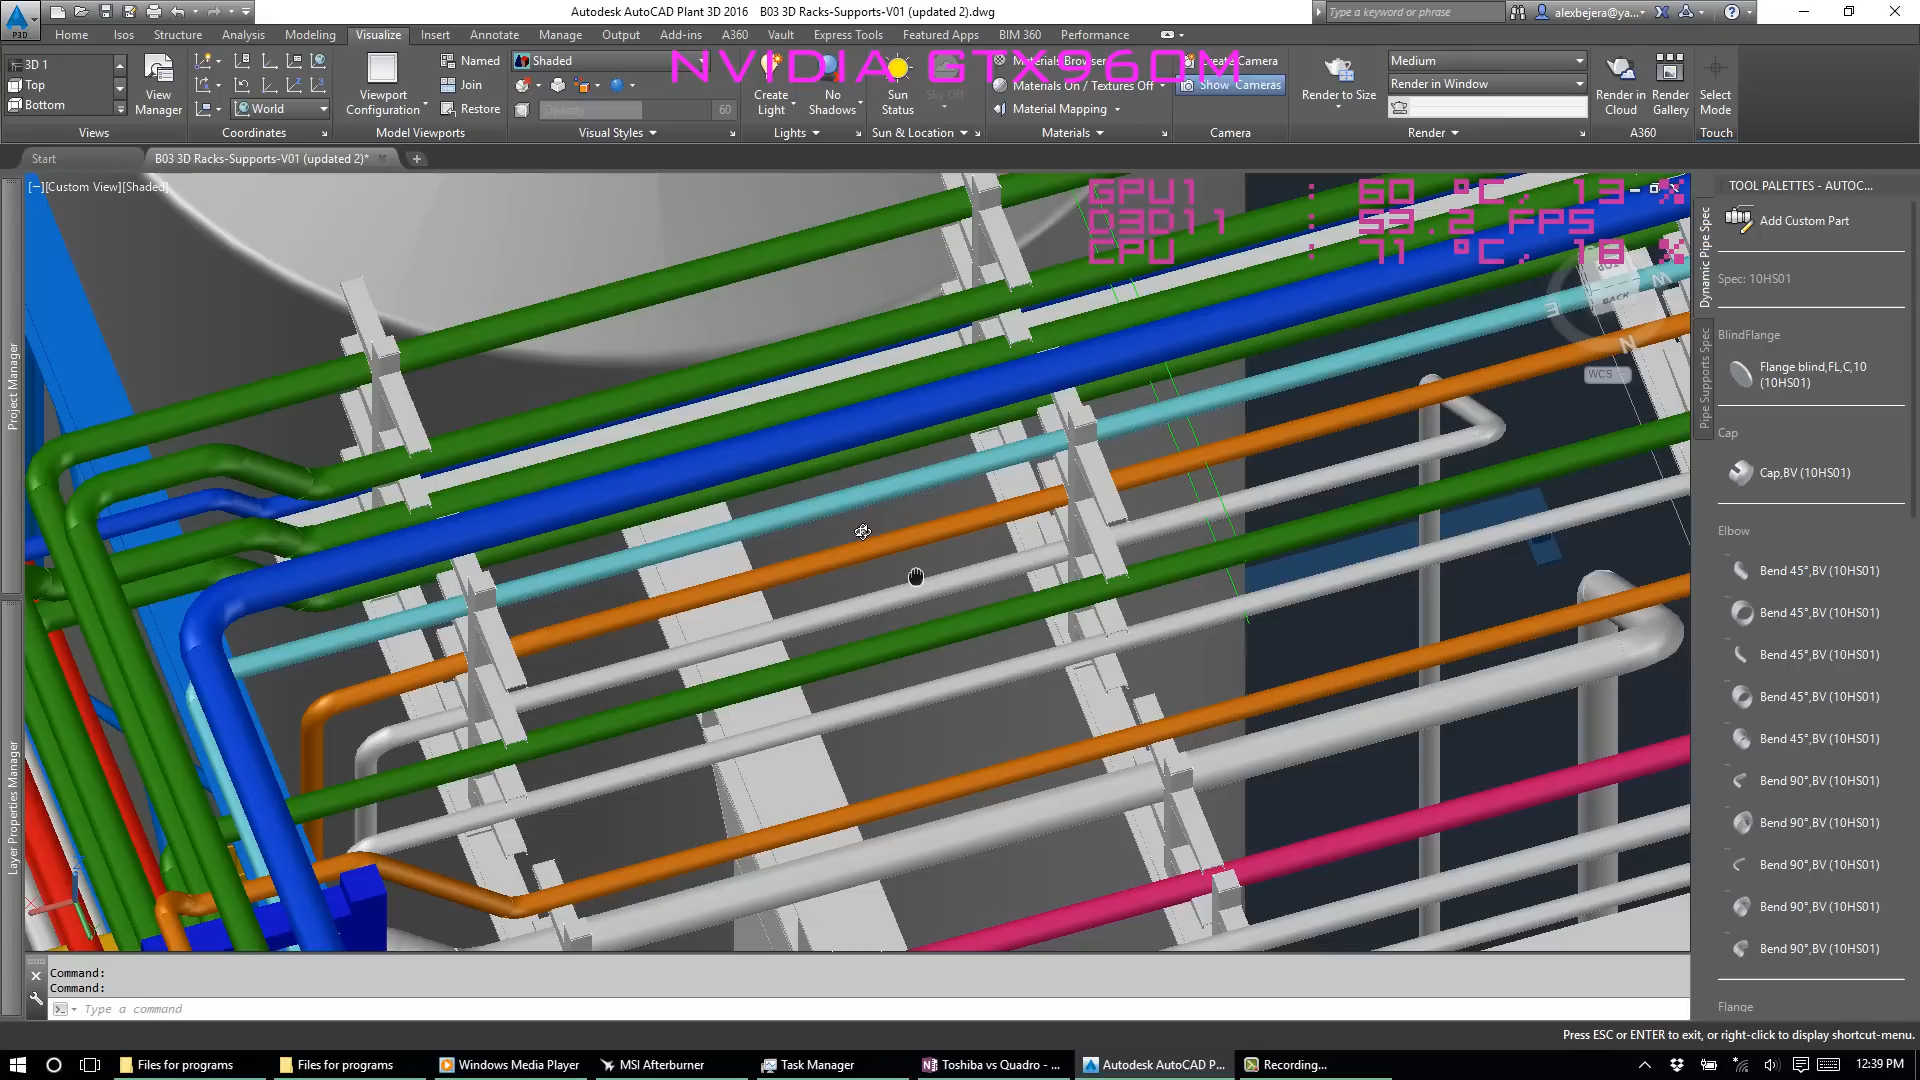 Autodesk AutoCAD Plant 3D 2016 B03 3D Racks-Supports-V01 (updated 2).dwg
Type a keyword or phrase
alexbejera@ya...
P3D
Home Isos Structure Analysis Modeling Visualize Insert Annotate Manage Output Add-ins A360 Vault Express Tools Featured Apps BIM 360 Performance
NVIDIA GTX960M
3D 1
Top
Bottom
View
Manager
World
Viewport
Configuration
Named
Join
Restore
Shaded
Opacity 60
Create
Light
No
Shadows
Sun
Status
Sky Off
Materials Browser
Materials On / Textures Off
Material Mapping
Create Camera
Show Cameras
Render to Size
Medium
Render in Window
Render in
Cloud
Render
Gallery
Select
Mode
Views Coordinates Model Viewports Visual Styles Lights Sun & Location Materials Camera Render A360 Touch
Start
B03 3D Racks-Supports-V01 (updated 2)*
[−][Custom View][Shaded]
GPU1 : 60 °C, 13 %
D3D11 : 53.2 FPS
CPU : 71 °C, 18 %
TOP
BACK
W
E
N
WCS
Project Manager
Layer Properties Manager
TOOL PALETTES - AUTOC...
Dynamic Pipe Spec
Pipe Supports Spec
Add Custom Part
Spec: 10HS01
BlindFlange
Flange blind,FL,C,10
(10HS01)
Cap
Cap,BV (10HS01)
Elbow
Bend 45°,BV (10HS01)
Bend 45°,BV (10HS01)
Bend 45°,BV (10HS01)
Bend 45°,BV (10HS01)
Bend 45°,BV (10HS01)
Bend 90°,BV (10HS01)
Bend 90°,BV (10HS01)
Bend 90°,BV (10HS01)
Bend 90°,BV (10HS01)
Bend 90°,BV (10HS01)
Flange
Command:
Command:
Type a command
Press ESC or ENTER to exit, or right-click to display shortcut-menu.
Files for programs
Files for programs
Windows Media Player
MSI Afterburner
Task Manager
Toshiba vs Quadro - ...
Autodesk AutoCAD P...
Recording...
12:39 PM